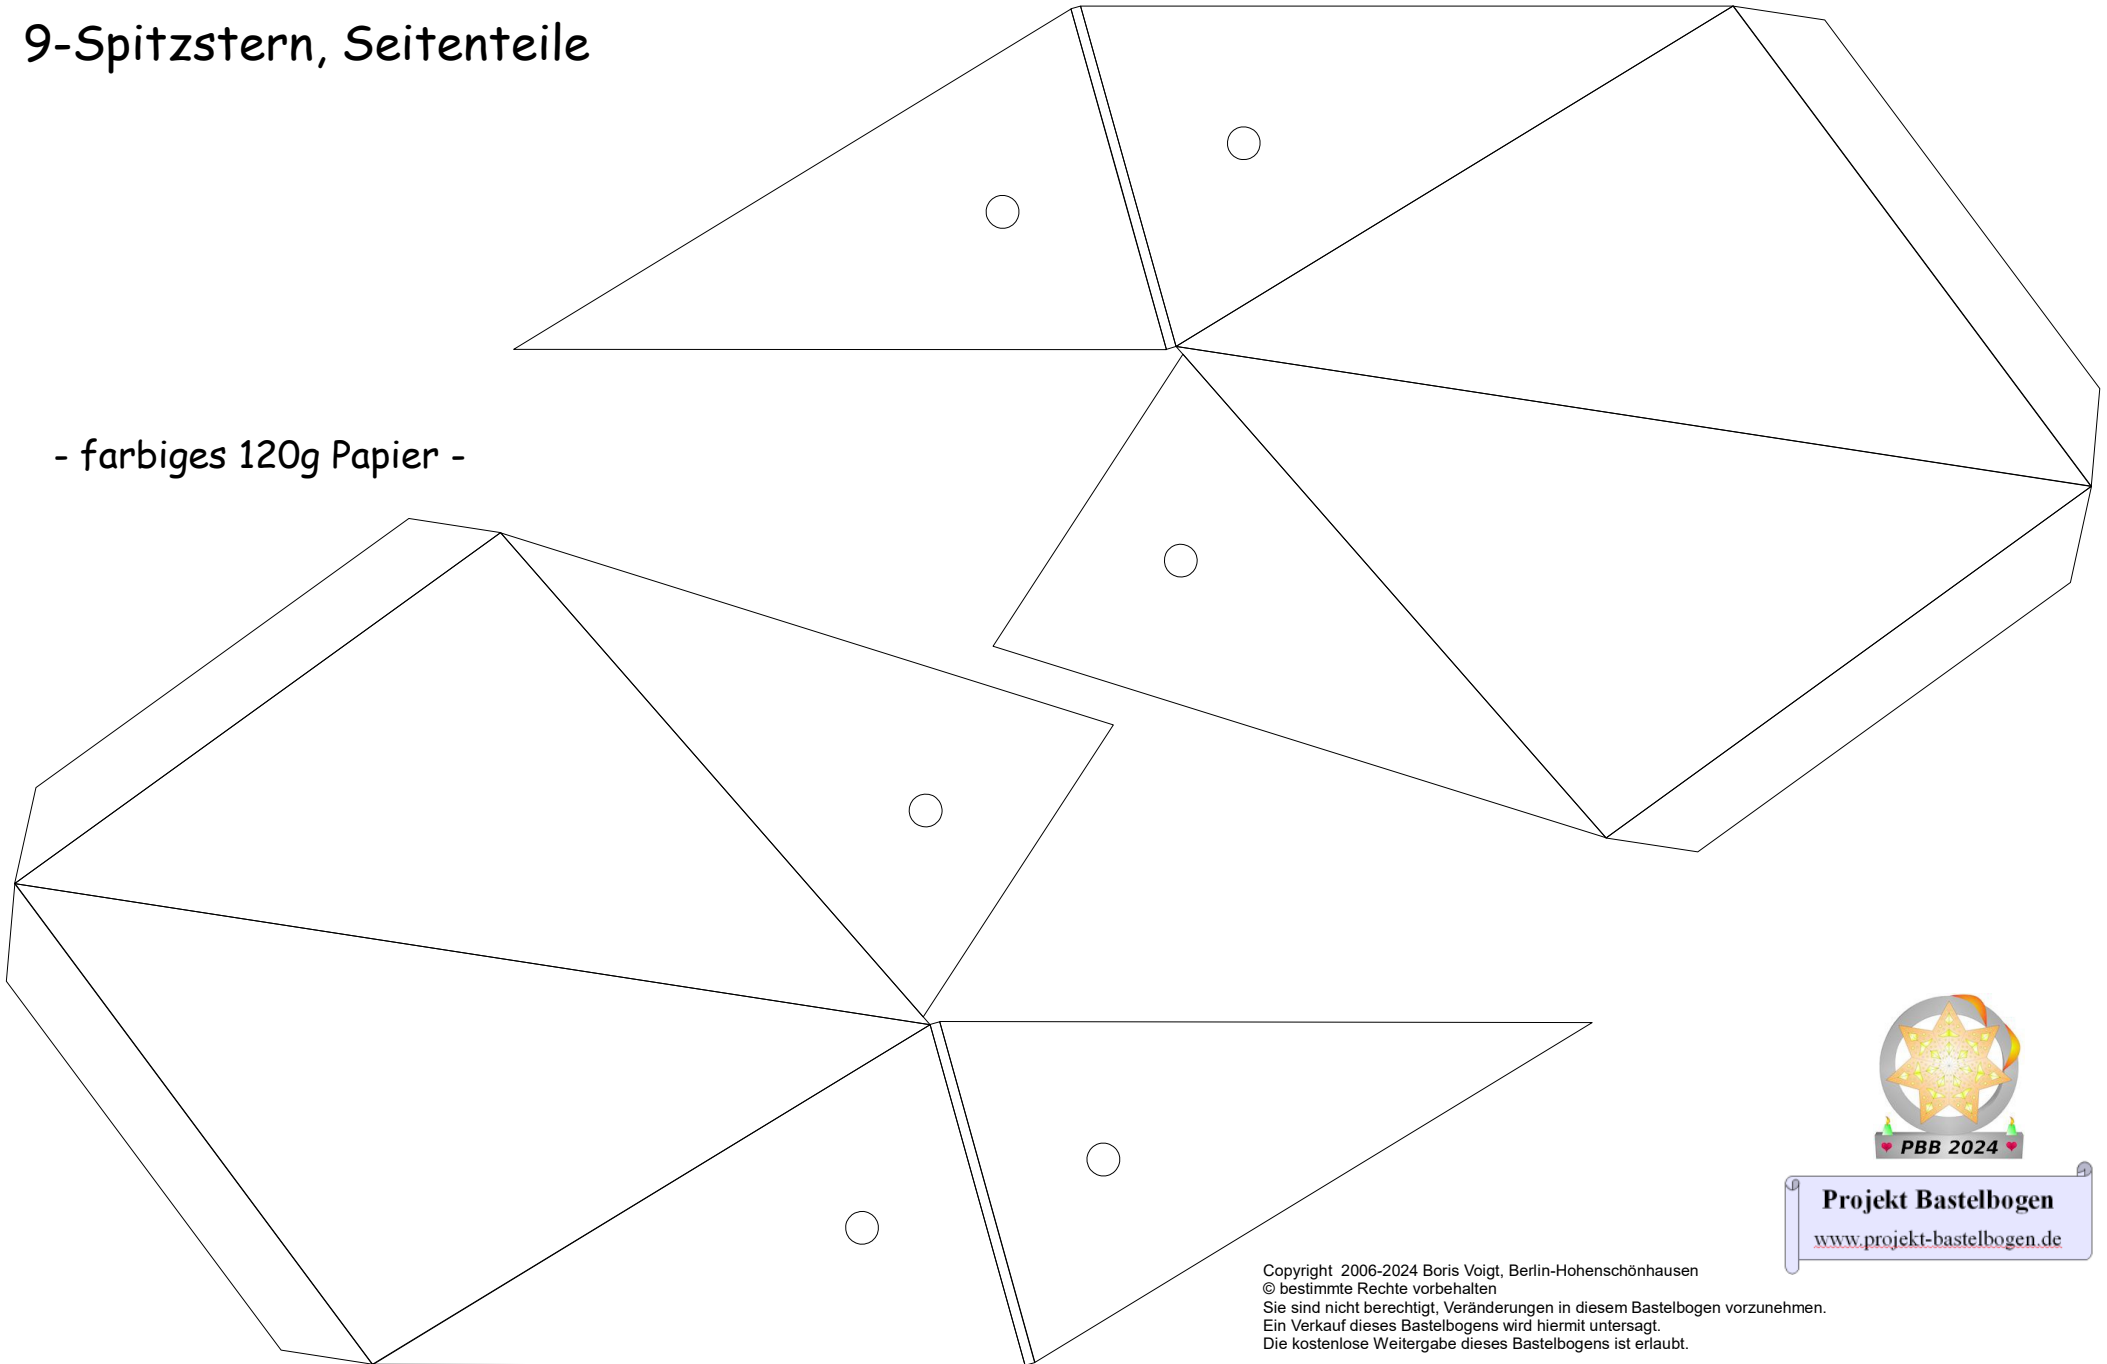 9-Spitzstern, Seitenteile
- farbiges 120g Papier -
PBB 2024
Projekt Bastelbogen
www.projekt-bastelbogen.de
Copyright  2006-2024 Boris Voigt, Berlin-Hohenschönhausen
© bestimmte Rechte vorbehalten
Sie sind nicht berechtigt, Veränderungen in diesem Bastelbogen vorzunehmen.
Ein Verkauf dieses Bastelbogens wird hiermit untersagt.
Die kostenlose Weitergabe dieses Bastelbogens ist erlaubt.